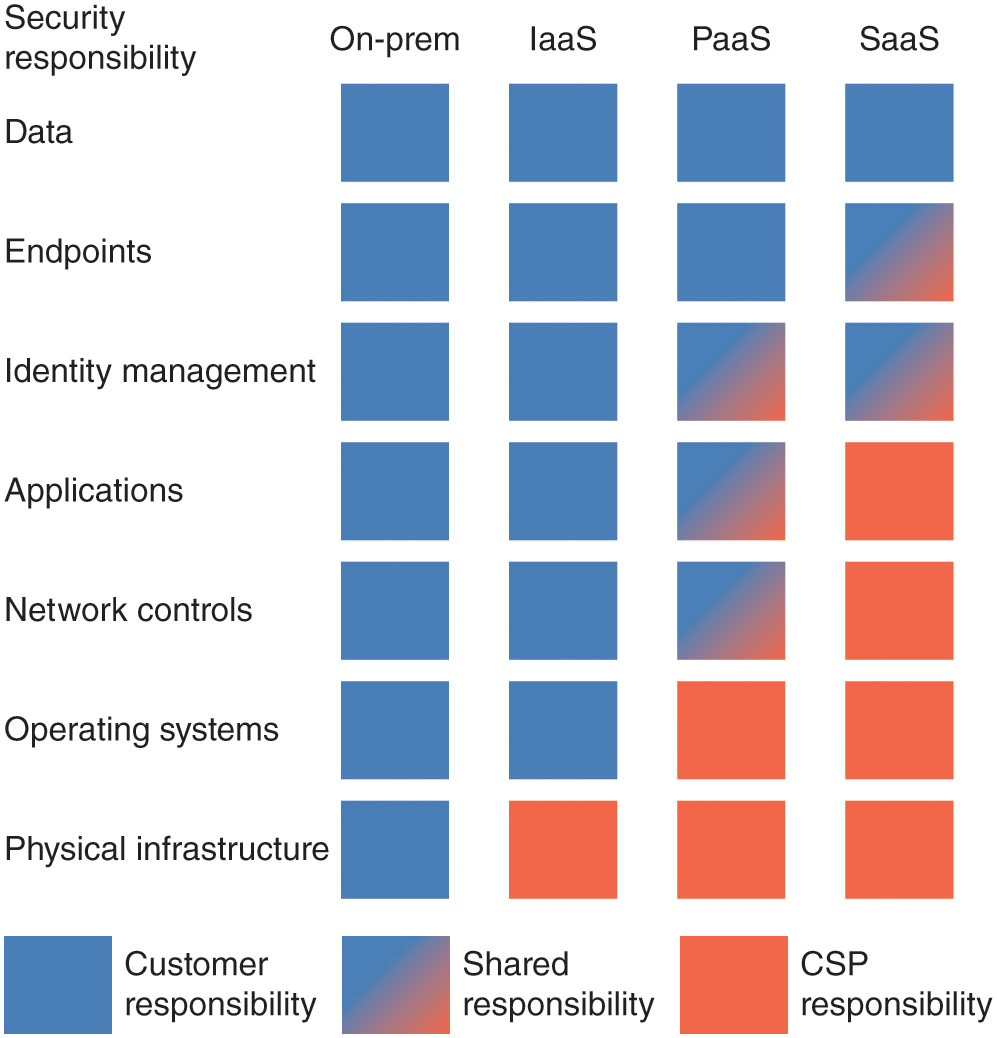 Security
responsibility
On-prem IaaS PaaS SaaS
Data
Endpoints
Identity management
Applications
Network controls
Operating systems
Physical infrastructure
Customer
responsibility
Shared
responsibility
CSP
responsibility